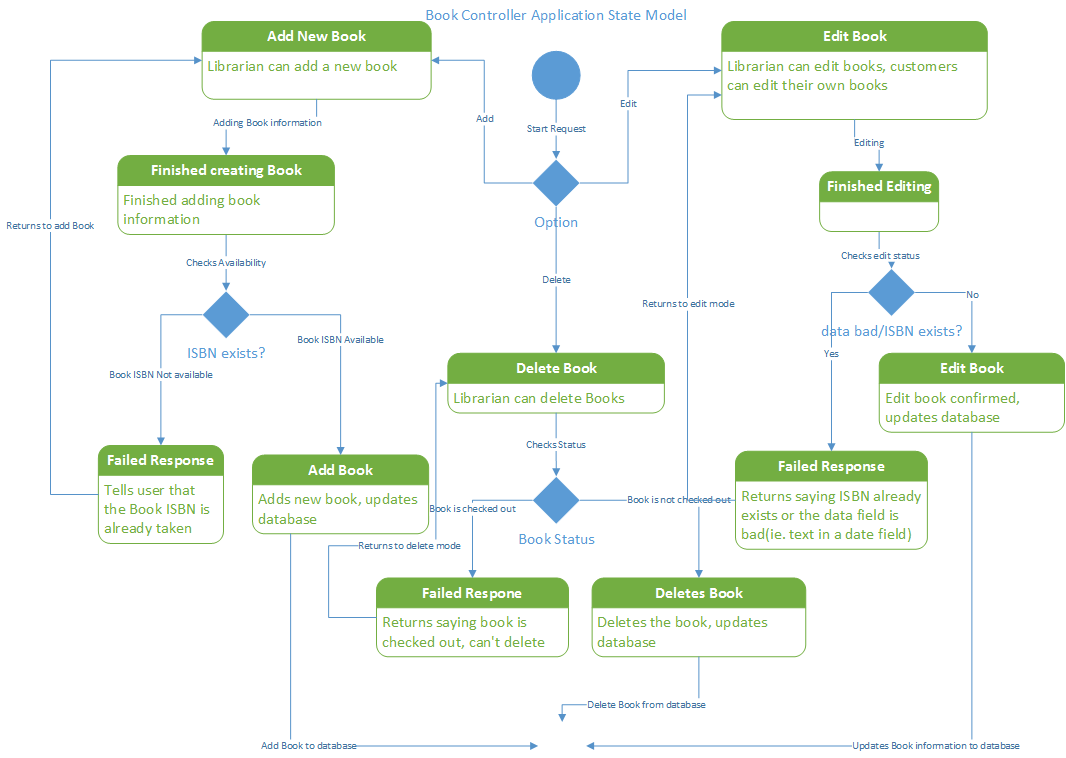 Book Controller Application State Model
Add New Book
Librarian can add a new book
Edit Book
Librarian can edit books, customers
can edit their own books
Add
Edit
Start Request
Adding Book information
Editing
Finished creating Book
Finished adding book
information
Finished Editing
Option
Returns to add Book
Checks Availability
Checks edit status
Delete
No
Returns to edit mode
ISBN exists?
Book ISBN Available
data bad/ISBN exists?
Yes
Book ISBN Not available
Delete Book
Librarian can delete Books
Edit Book
Edit book confirmed,
updates database
Checks Status
Failed Response
Tells user that
the Book ISBN is
already taken
Add Book
Adds new book, updates
database
Failed Response
Returns saying ISBN already
exists or the data field is
bad(ie. text in a date field)
Book is checked out
Book is not checked out
Book Status
Returns to delete mode
Failed Respone
Returns saying book is
checked out, can't delete
Deletes Book
Deletes the book, updates
database
Delete Book from database
Add Book to database
Updates Book information to database